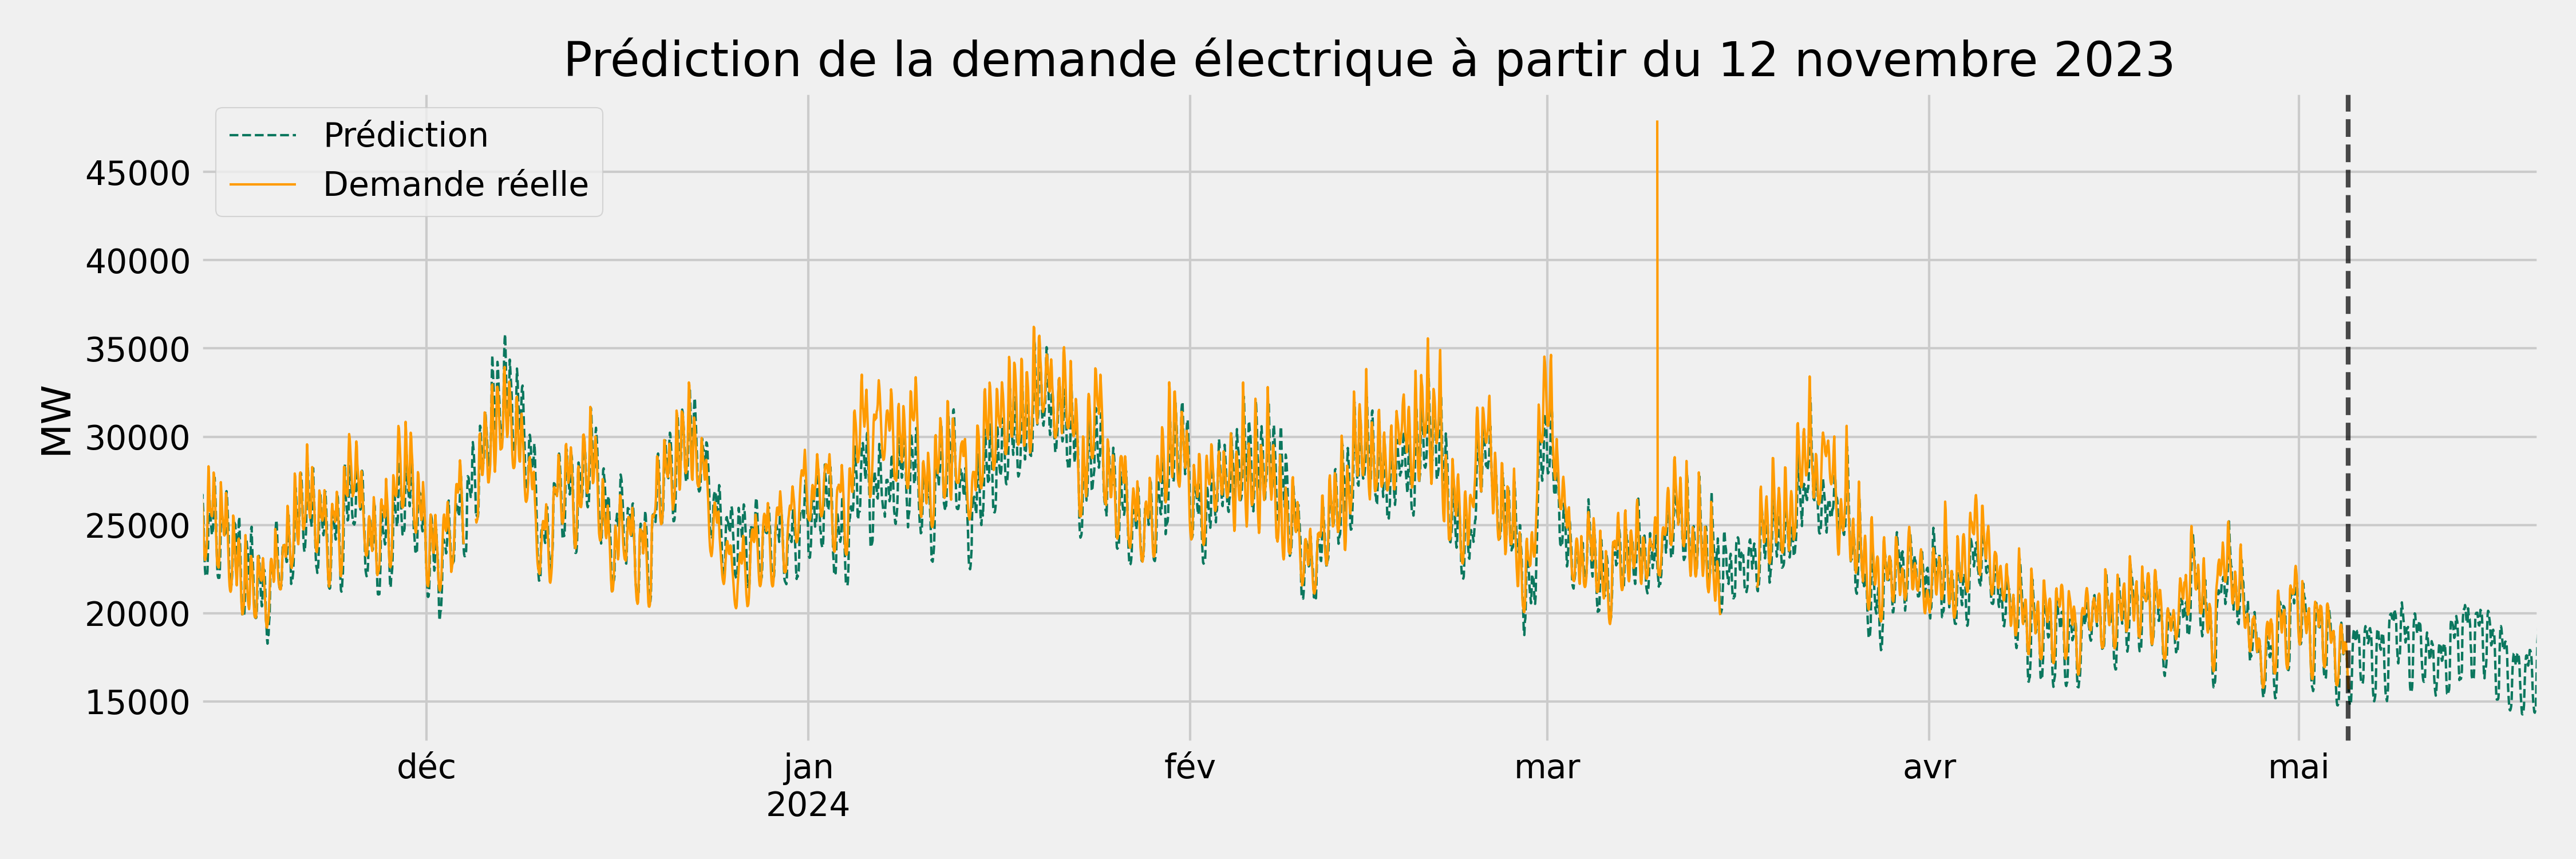 Prédiction de la demande électrique à partir du 12 novembre 2023
Prédiction
Demande réelle
MW
45000
40000
35000
30000
25000
20000
15000
déc
jan
2024
fév
mar
avr
mai